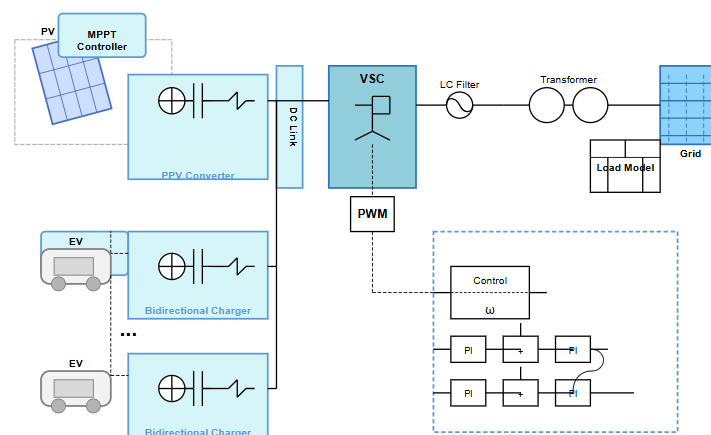 PV
MPPT
Controller
PPV Converter
DC Link
VSC
LC Filter
Transformer
Grid
Load Model
PWM
EV
Bidirectional Charger
...
EV
Bidirectional Charger
Control
ω
PI
+
PI
PI
+
PI